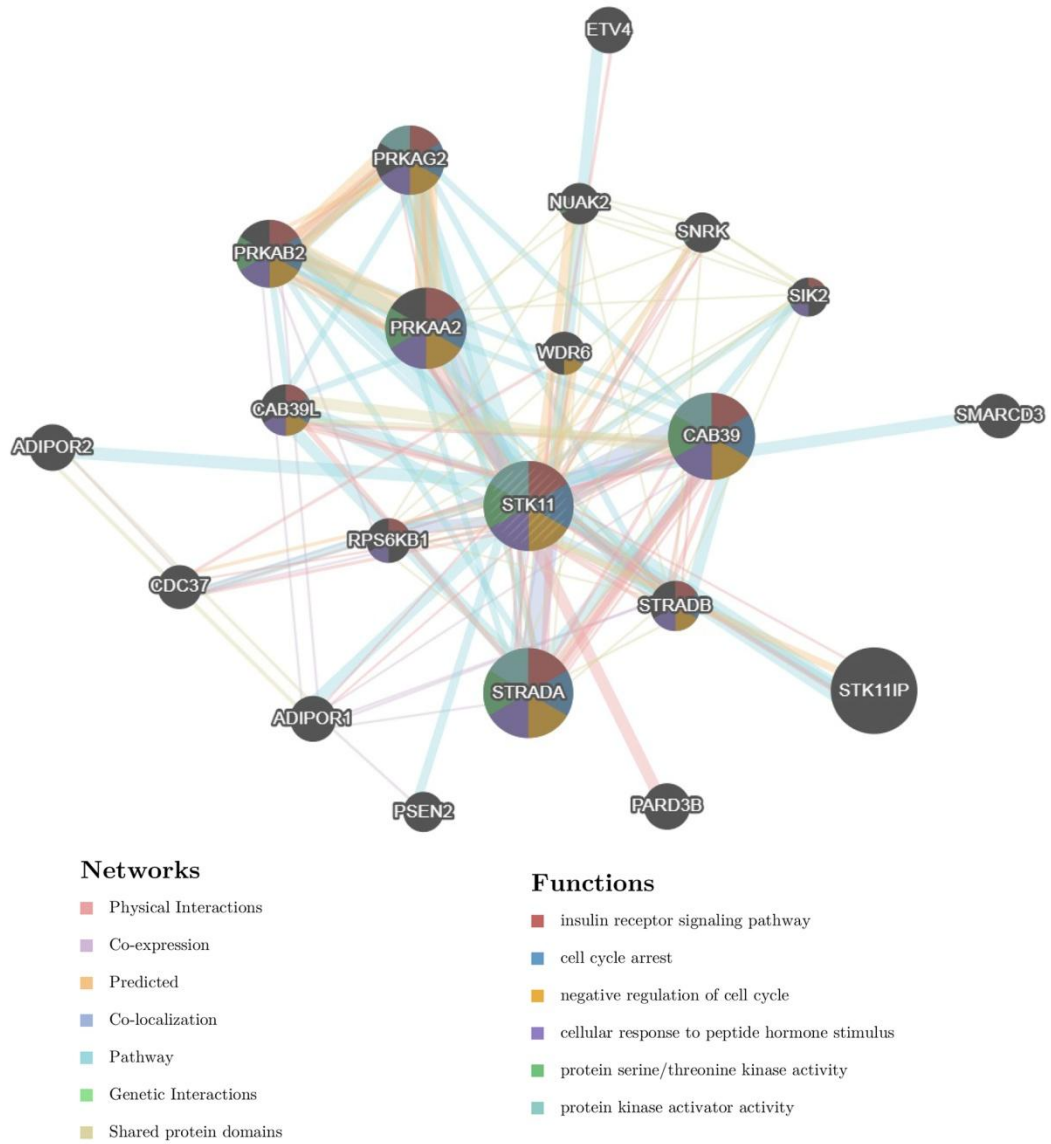 ETV4
PRKAG2
NUAK2
SNRK
PRKAB2
SIK2
PRKAA2
WDR6
CAB39L
SMARCD3
CAB39
ADIPOR2
STK11
RPS6KB1
CDC37
STRADB
STRADA
STK11IP
ADIPOR1
PSEN2
PARD3B
Networks
Physical Interactions
Co-expression
Predicted
Co-localization
Pathway
Genetic Interactions
Shared protein domains
Functions
insulin receptor signaling pathway
cell cycle arrest
negative regulation of cell cycle
cellular response to peptide hormone stimulus
protein serine/threonine kinase activity
protein kinase activator activity